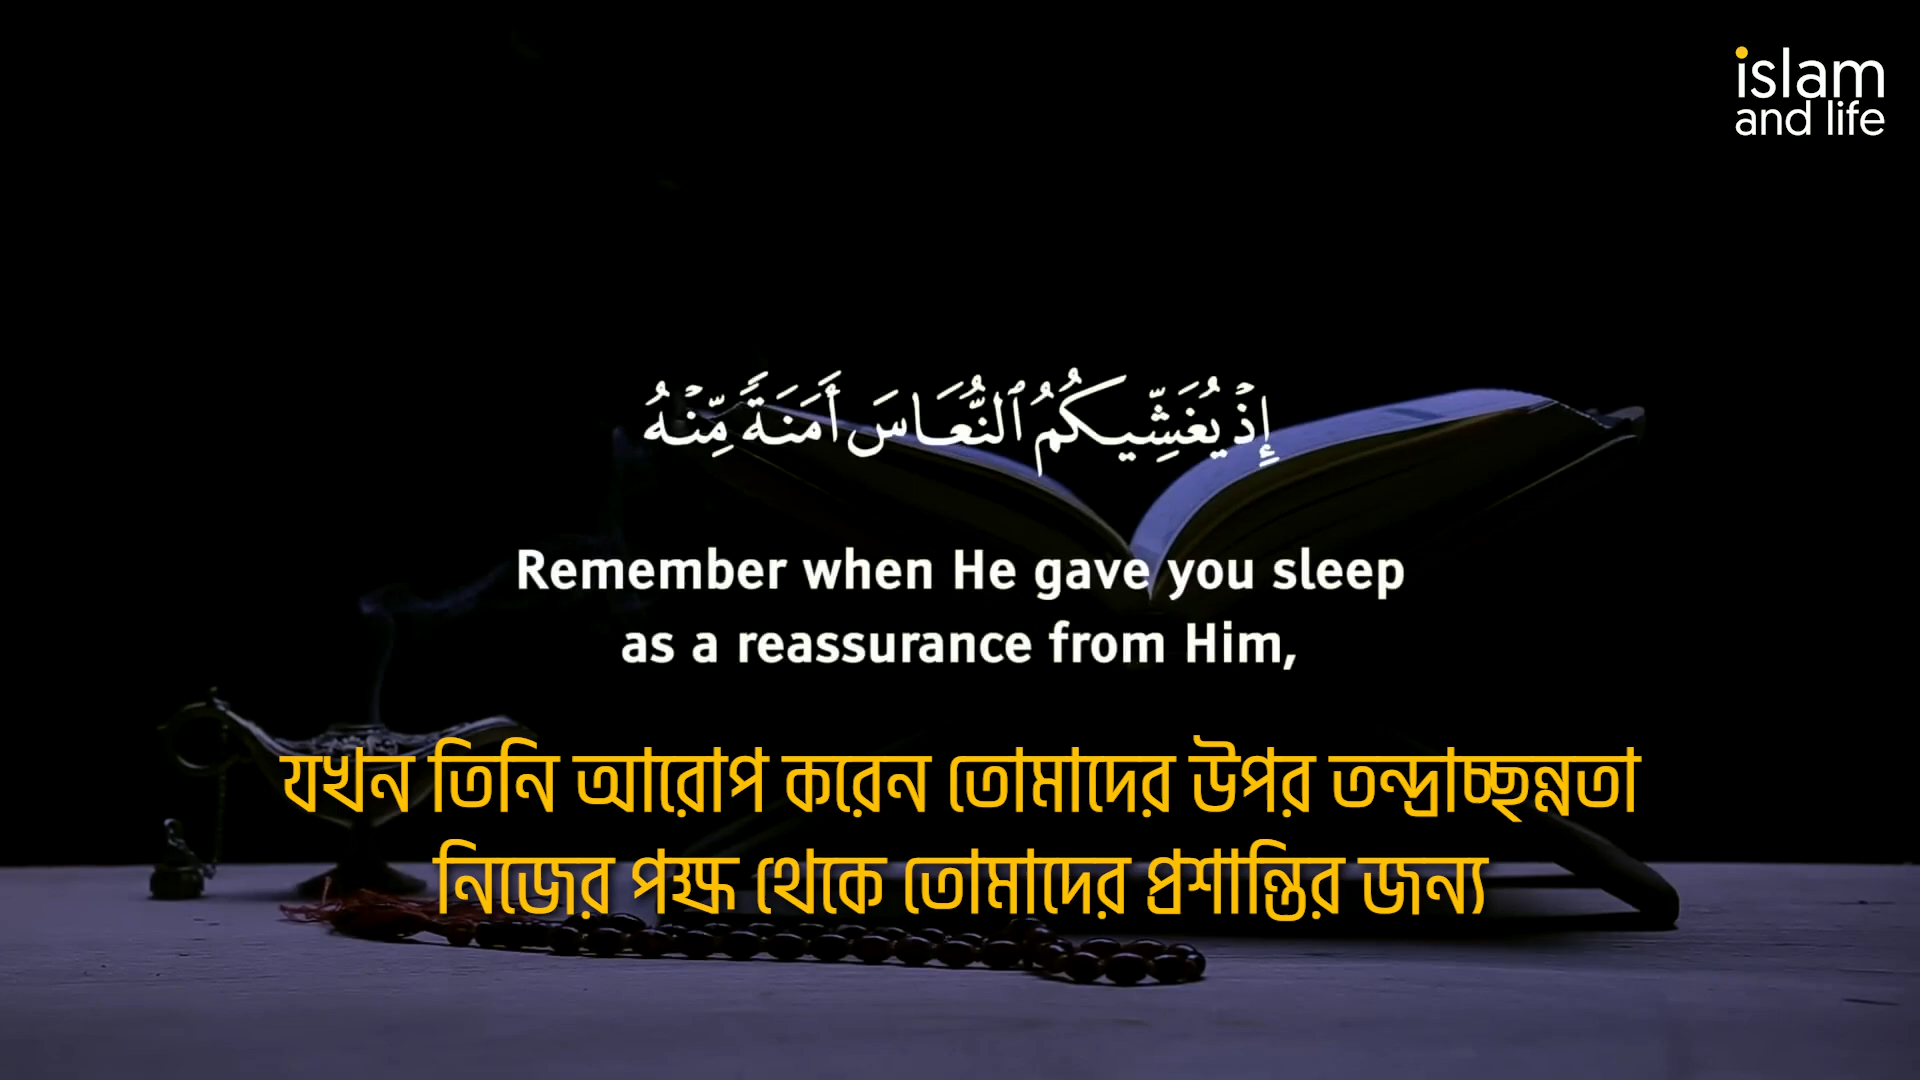 islam
and life
إِذْ يُغَشِّيكُمُ ٱلنُّعَاسَ أَمَنَةً مِّنْهُ
Remember when He gave you sleep
as a reassurance from Him,
যখন তিনি আরোপ করেন তোমাদের উপর তন্দ্রাচ্ছন্নতা
নিজের পক্ষ থেকে তোমাদের প্রশান্তির জন্য